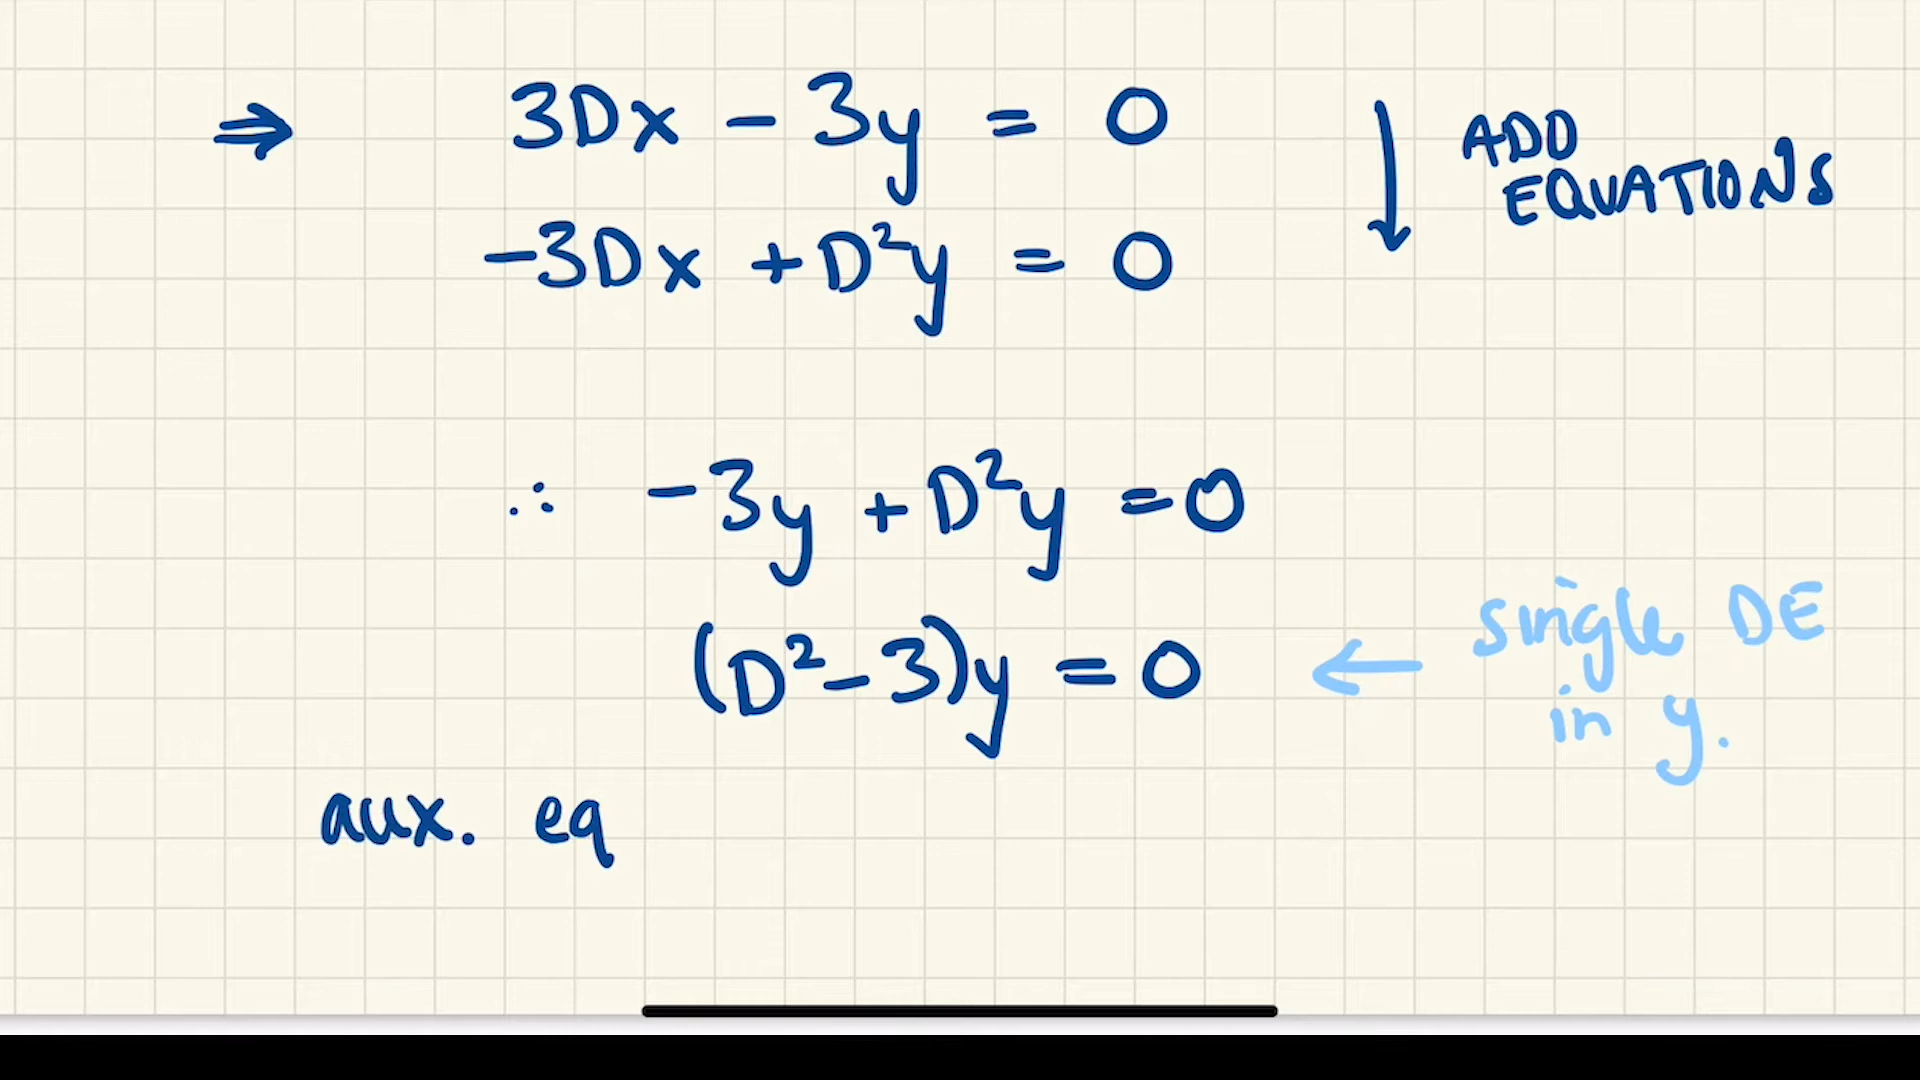 ⇒ 3Dx - 3y = 0
-3Dx + D²y = 0
↓ ADD
EQUATIONS
∴ -3y + D²y = 0
(D² - 3)y = 0
← single DE
in y.
aux. eq